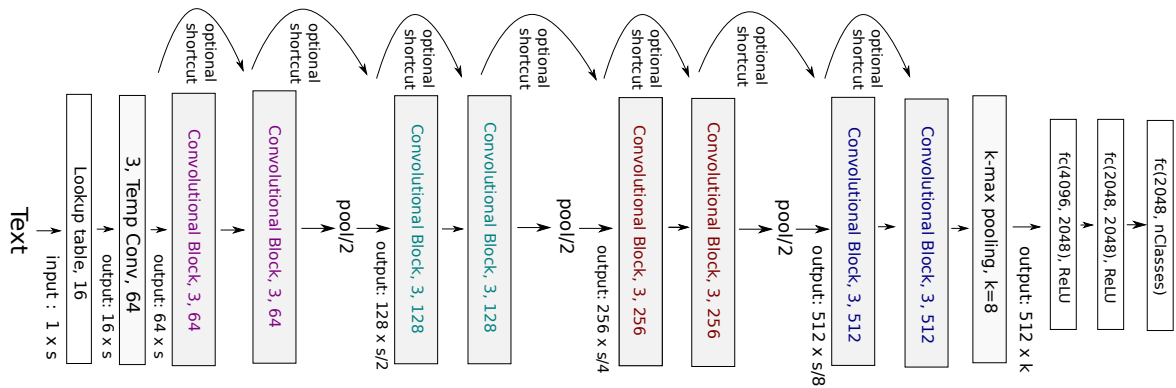 Text
input : 1 x s
Lookup table, 16
output: 16 x s
3, Temp Conv, 64
output: 64 x s
optional
shortcut
Convolutional Block, 3, 64
optional
shortcut
Convolutional Block, 3, 64
pool/2
output: 128 x s/2
optional
shortcut
Convolutional Block, 3, 128
optional
shortcut
Convolutional Block, 3, 128
pool/2
output: 256 x s/4
optional
shortcut
Convolutional Block, 3, 256
optional
shortcut
Convolutional Block, 3, 256
pool/2
output: 512 x s/8
optional
shortcut
Convolutional Block, 3, 512
Convolutional Block, 3, 512
k-max pooling, k=8
output: 512 x k
fc(4096, 2048), ReLU
fc(2048, 2048), ReLU
fc(2048, nClasses)